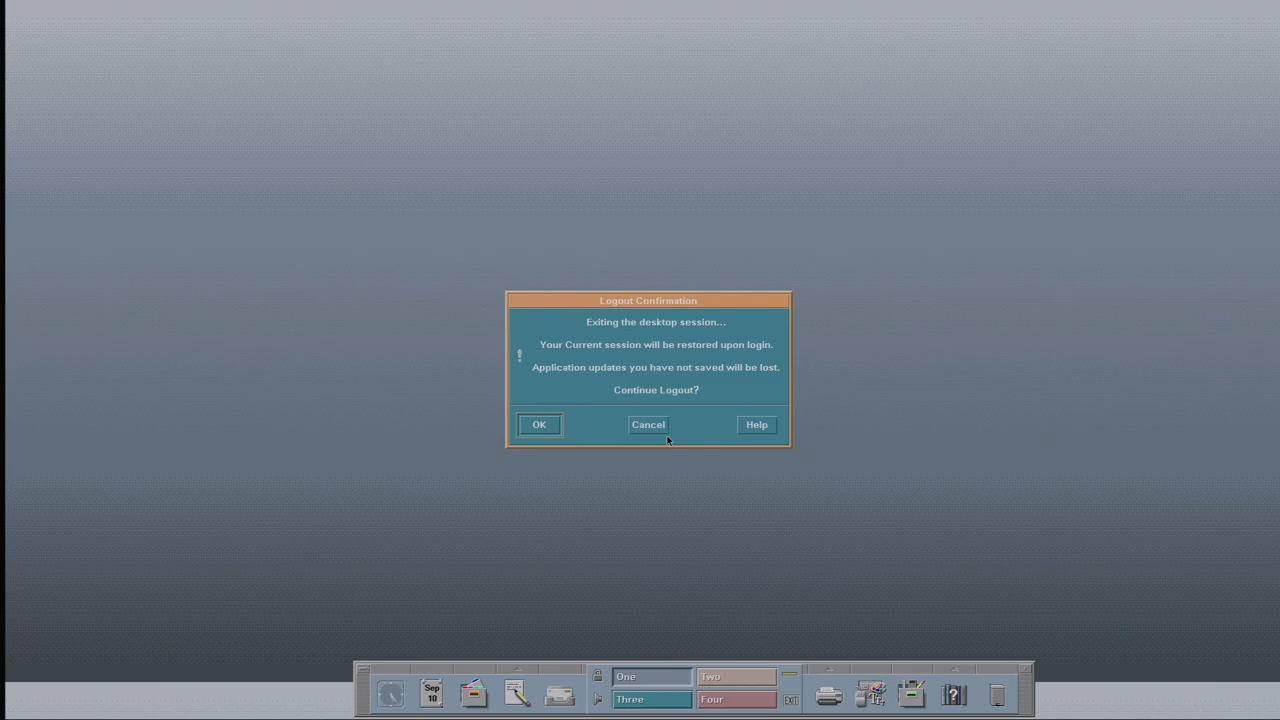 Logout Confirmation
Exiting the desktop session...
Your Current session will be restored upon login.
Application updates you have not saved will be lost.
Continue Logout?
OK
Cancel
Help
Sep
10
One
Two
Three
Four
EXIT